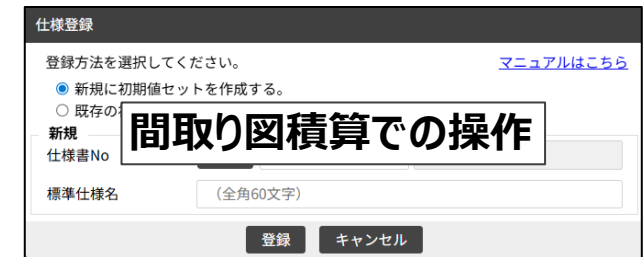 仕様登録
登録方法を選択してください。
マニュアルはこちら
新規に初期値セットを作成する。
既存の
間取り図積算での操作
新規
仕様書No
標準仕様名
（全角60文字）
登録
キャンセル